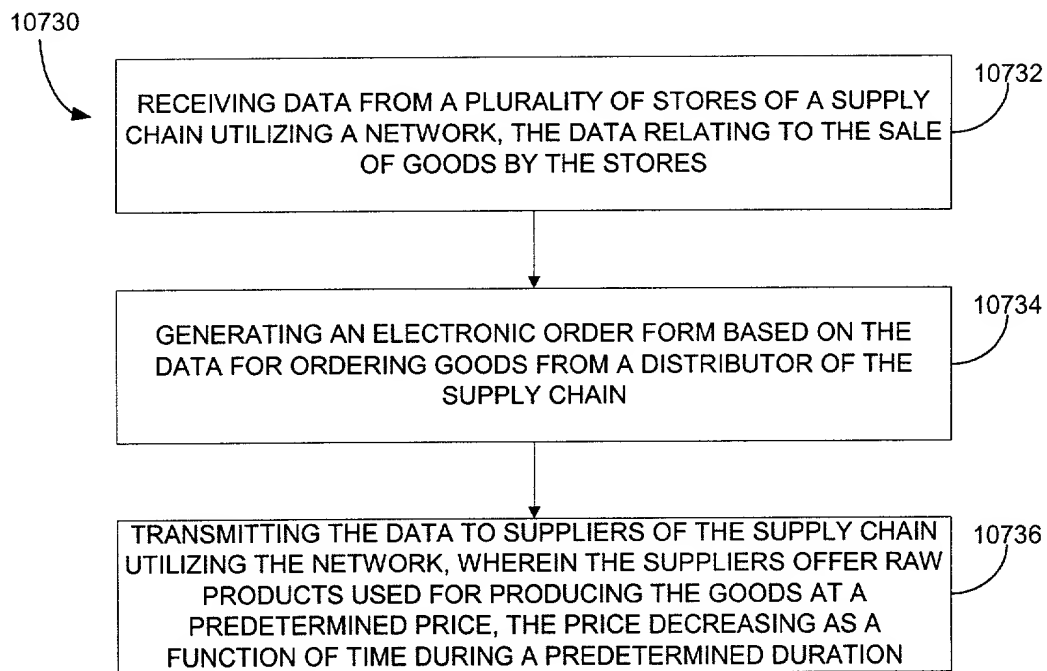 10730
10732
RECEIVING DATA FROM A PLURALITY OF STORES OF A SUPPLY
CHAIN UTILIZING A NETWORK, THE DATA RELATING TO THE SALE
OF GOODS BY THE STORES
10734
GENERATING AN ELECTRONIC ORDER FORM BASED ON THE
DATA FOR ORDERING GOODS FROM A DISTRIBUTOR OF THE
SUPPLY CHAIN
10736
TRANSMITTING THE DATA TO SUPPLIERS OF THE SUPPLY CHAIN
UTILIZING THE NETWORK, WHEREIN THE SUPPLIERS OFFER RAW
PRODUCTS USED FOR PRODUCING THE GOODS AT A
PREDETERMINED PRICE, THE PRICE DECREASING AS A
FUNCTION OF TIME DURING A PREDETERMINED DURATION